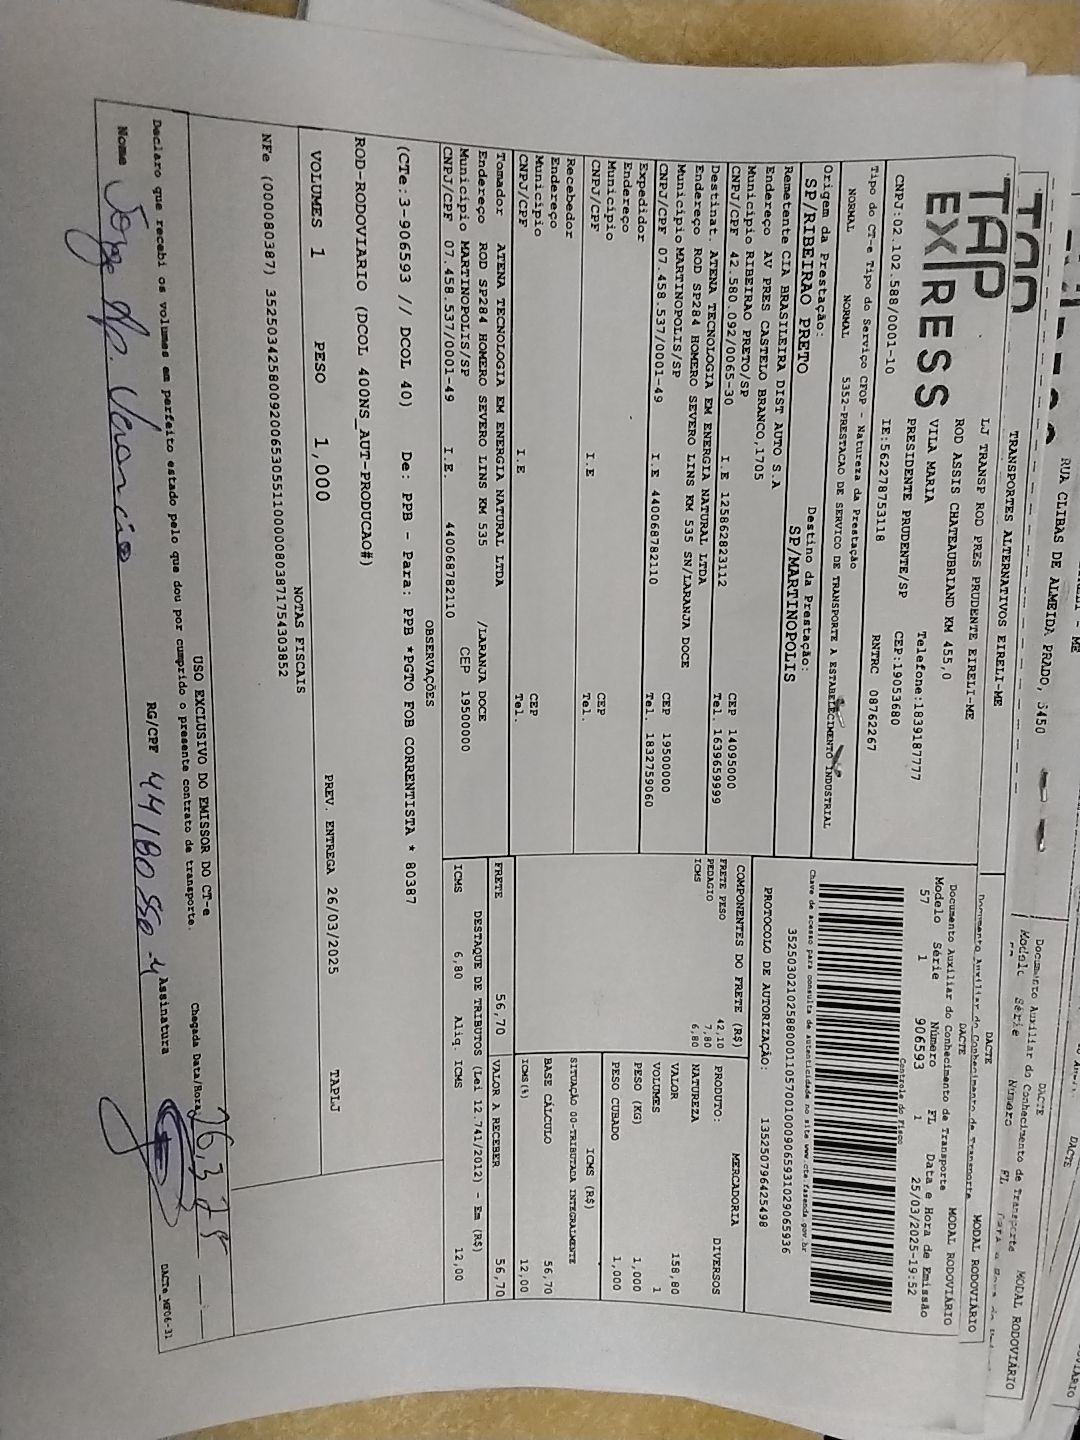 RUA CLIBAS DE ALMEIDA PRADO, 3450
TRANSPORTES ALTERNATIVOS EIRELI-ME
DACTE
Documento Auxiliar do Conhecimento de Transporte
MODAL RODOVIÁRIO
TAP EXPRESS
LJ TRANSP ROD PRES PRUDENTE EIRELI-ME
ROD ASSIS CHATEAUBRIAND KM 455,0
VILA MARIA
PRESIDENTE PRUDENTE/SP
Telefone:1839187777
CEP:19053680
CNPJ:02.102.588/0001-10
IE:562278753118
RNTRC 08762267
DACTE
Documento Auxiliar do Conhecimento de Transporte
MODAL RODOVIÁRIO
Modelo Série Número FL Data e Hora de Emissão
57 1 906593 1 25/03/2025-19:52
Controle do Fisco
Tipo do CT-e Tipo do Serviço CFOP - Natureza da Prestação
NORMAL NORMAL 5352-PRESTACAO DE SERVICO DE TRANSPORTE A ESTABELECIMENTO INDUSTRIAL
Chave de acesso para consulta de autenticidade no site www.cte.fazenda.gov.br
35250302102588000110570010009065931029065936
PROTOCOLO DE AUTORIZAÇÃO: 135250796425498
Origem da Prestação: Destino da Prestação:
SP/RIBEIRAO PRETO SP/MARTINOPOLIS
Remetente CIA BRASILEIRA DIST AUTO S.A
Endereço AV PRES CASTELO BRANCO,1705
Município RIBEIRAO PRETO/SP CEP 14095000
CNPJ/CPF 42.580.092/0065-30 I.E 125862823112 Tel. 1639659999
Destinat. ATENA TECNOLOGIA EM ENERGIA NATURAL LTDA
Endereço ROD SP284 HOMERO SEVERO LINS KM 535 SN/LARANJA DOCE
Município MARTINOPOLIS/SP CEP 19500000
CNPJ/CPF 07.458.537/0001-49 I.E 440068782110 Tel. 1832759060
Expedidor
Endereço
Município CEP
CNPJ/CPF I.E Tel.
Recebedor
Endereço
Município CEP
CNPJ/CPF I.E Tel.
Tomador ATENA TECNOLOGIA EM ENERGIA NATURAL LTDA
Endereço ROD SP284 HOMERO SEVERO LINS KM 535 /LARANJA DOCE
Município MARTINOPOLIS/SP CEP 19500000
CNPJ/CPF 07.458.537/0001-49 I.E. 440068782110
COMPONENTES DO FRETE (R$)
FRETE PESO 42,10
PEDAGIO 7,80
ICMS 6,80
MERCADORIA
PRODUTO: DIVERSOS
NATUREZA
VALOR 158,80
VOLUMES 1
PESO (KG) 1,000
PESO CUBADO 1,000
ICMS (R$)
SITUAÇÃO 00-TRIBUTADA INTEGRALMENTE
BASE CÁLCULO 56,70
ICMS(%) 12,00
FRETE 56,70 VALOR A RECEBER 56,70
DESTAQUE DE TRIBUTOS (Lei 12.741/2012) - Em (R$)
ICMS 6,80 Aliq. ICMS 12,00
OBSERVAÇÕES
(CTe:3-906593 // DCOL 40) De: PPB - Para: PPB *PGTO FOB CORRENTISTA * 80387
ROD-RODOVIARIO (DCOL 400NS_AUT-PRODUCAO#)
VOLUMES 1 PESO 1,000 PREV. ENTREGA 26/03/2025 TAPLJ
NOTAS FISCAIS
NFe (000080387) 35250342580092006530551100000803871754303852
USO EXCLUSIVO DO EMISSOR DO CT-e
Declaro que recebi os volumes em perfeito estado pelo que dou por cumprido o presente contrato de transporte.
Chegada Data/Hora 26,3,25
Nome Jorge Ap. Venancio RG/CPF Assinatura
DACTe_MF06-31